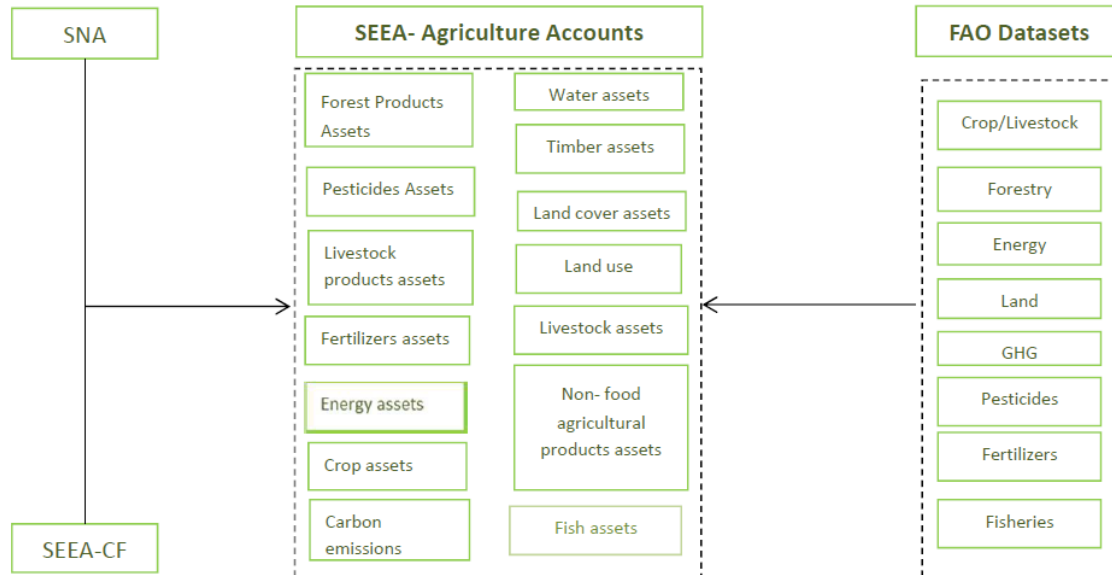 SNA
SEEA-CF
SEEA- Agriculture Accounts
Forest Products
Assets
Pesticides Assets
Livestock
products assets
Fertilizers assets
Energy assets
Crop assets
Carbon
emissions
Water assets
Timber assets
Land cover assets
Land use
Livestock assets
Non- food
agricultural
products assets
Fish assets
FAO Datasets
Crop/Livestock
Forestry
Energy
Land
GHG
Pesticides
Fertilizers
Fisheries